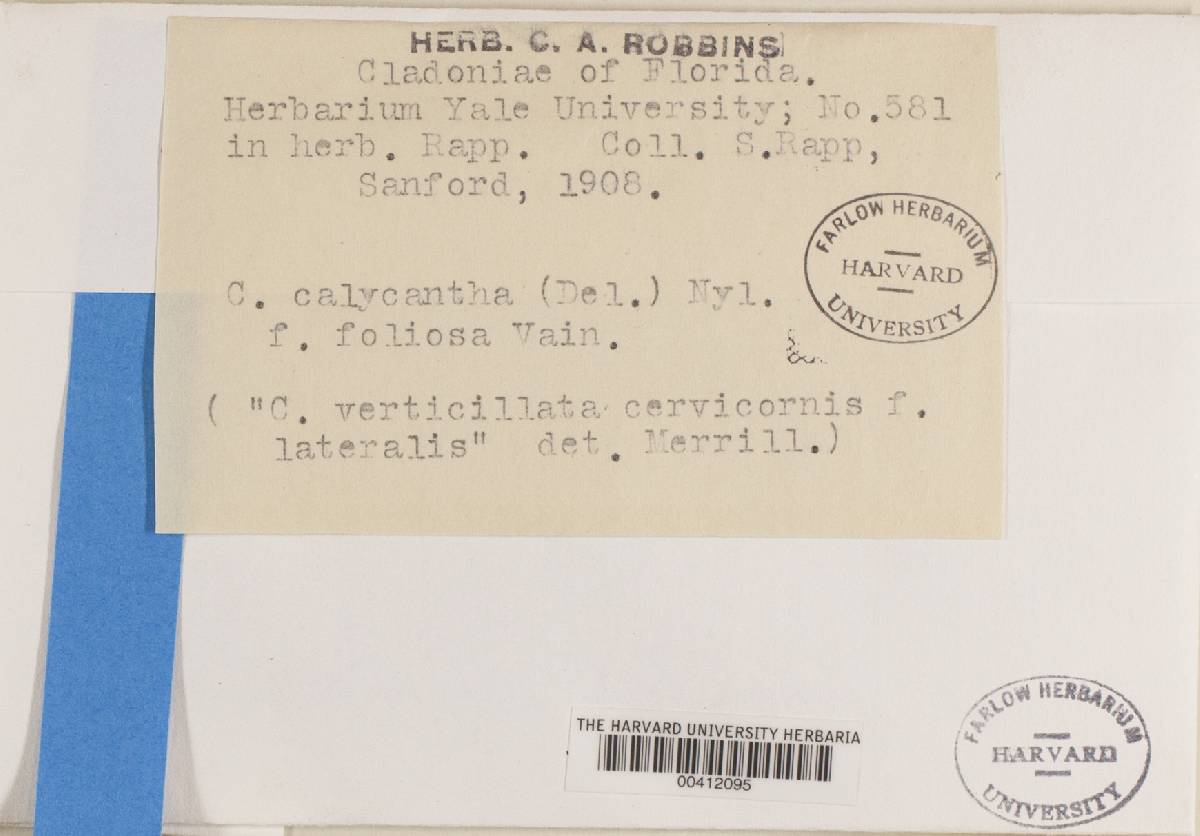 HERB. C. A. ROBBINS
Cladoniae of Florida.
Herbarium Yale University; No.581
in herb. Rapp. Coll. S.Rapp,
Sanford, 1908.
FARLOW HERBARIUM
HARVARD
UNIVERSITY
C. calycantha (Del.) Nyl.
f. foliosa Vain.
( "C. verticillata cervicornis f.
lateralis" det. Merrill.)
THE HARVARD UNIVERSITY HERBARIA
00412095
FARLOW HERBARIUM
HARVARD
UNIVERSITY